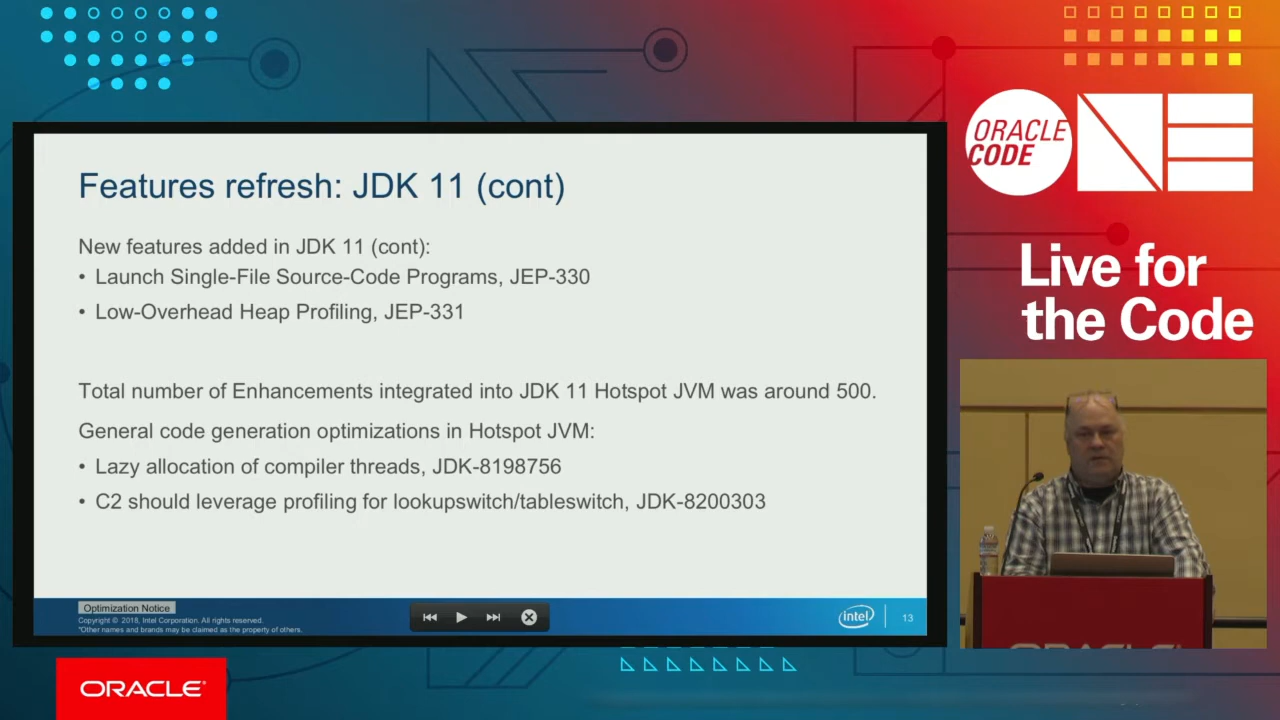 Features refresh: JDK 11 (cont)
New features added in JDK 11 (cont):
• Launch Single-File Source-Code Programs, JEP-330
• Low-Overhead Heap Profiling, JEP-331
Total number of Enhancements integrated into JDK 11 Hotspot JVM was around 500.
General code generation optimizations in Hotspot JVM:
• Lazy allocation of compiler threads, JDK-8198756
• C2 should leverage profiling for lookupswitch/tableswitch, JDK-8200303
Optimization Notice
Copyright © 2018, Intel Corporation. All rights reserved.
*Other names and brands may be claimed as the property of others.
intel
13
ORACLE
CODE
ONE
Live for
the Code
ORACLE
ORACLE®